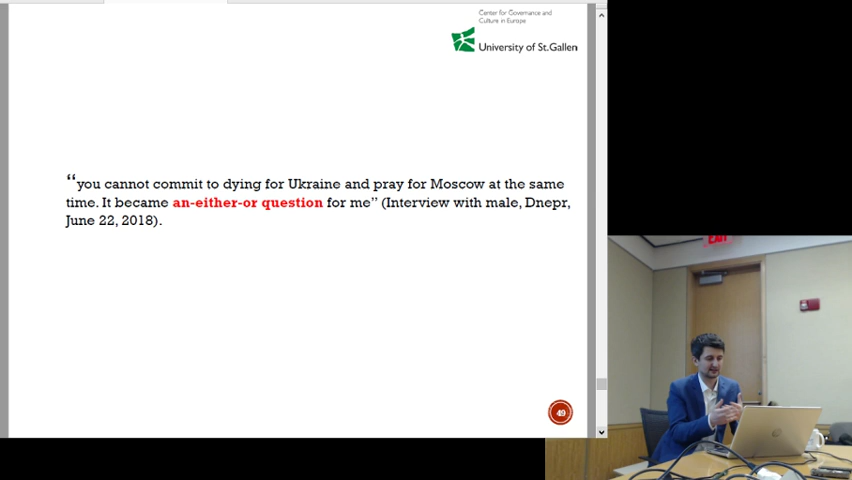 Center for Governance and
Culture in Europe
University of St.Gallen
“you cannot commit to dying for Ukraine and pray for Moscow at the same
time. It became an-either-or question for me” (Interview with male, Dnepr,
June 22, 2018).
49
EXIT